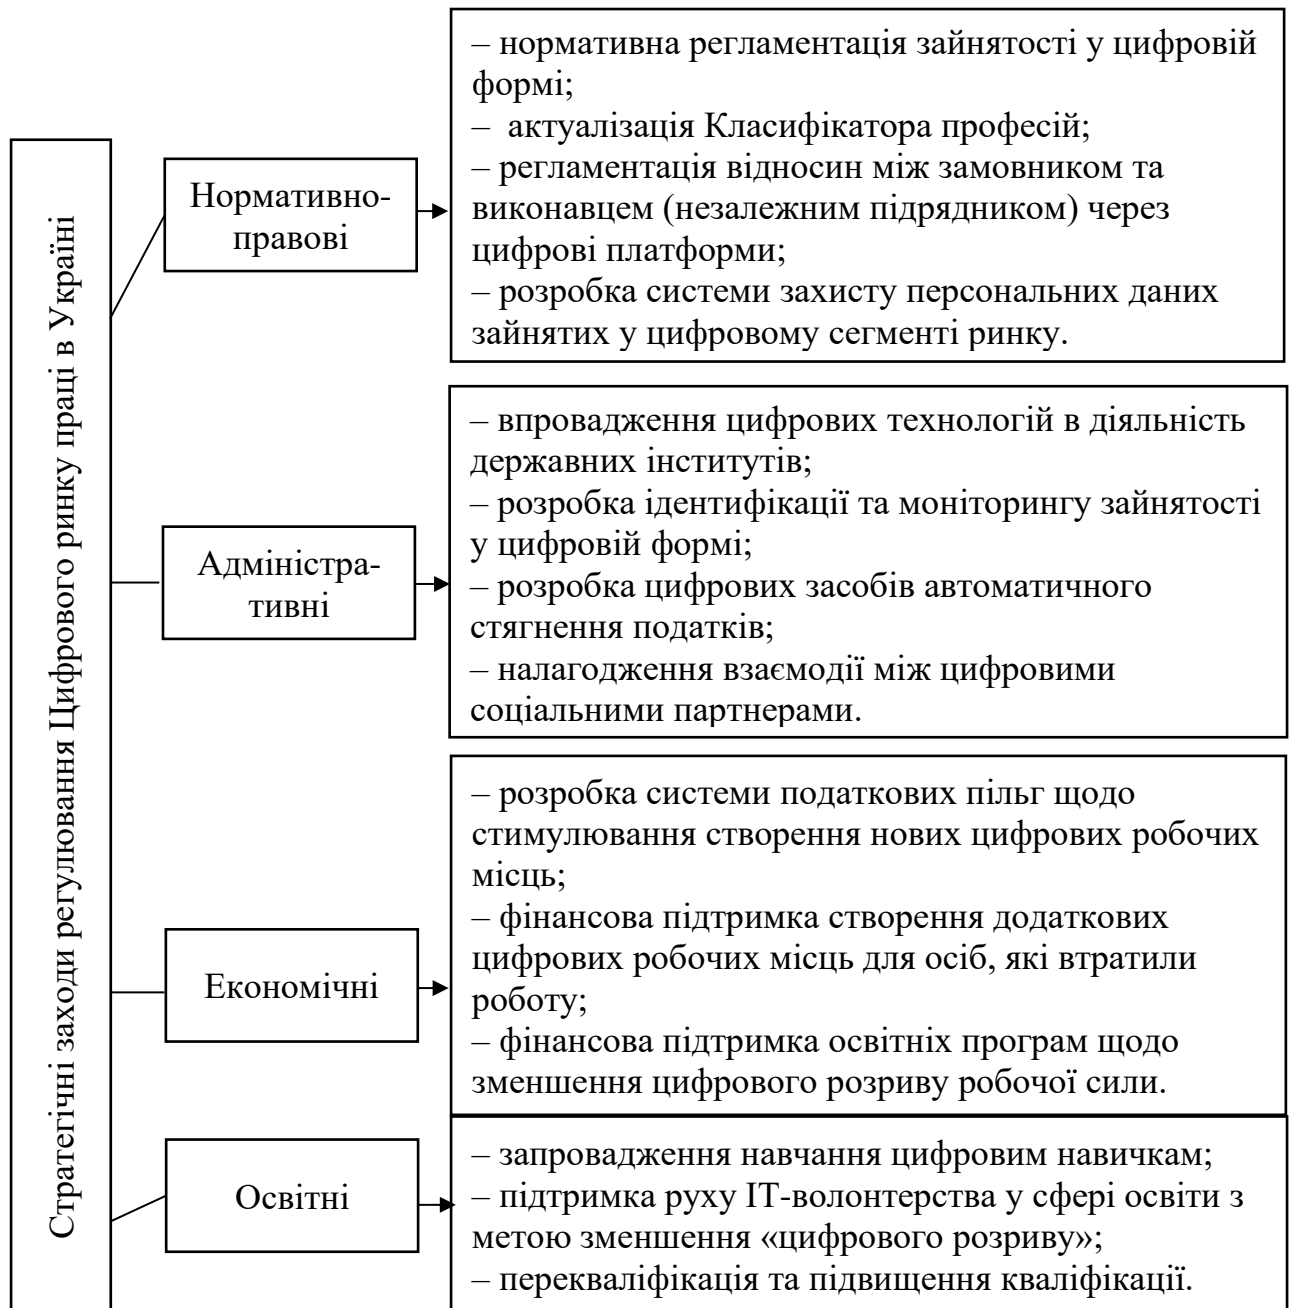 Стратегічні заходи регулювання Цифрового ринку праці в Україні
Нормативно-
правові
– нормативна регламентація зайнятості у цифровій
формі;
– актуалізація Класифікатора професій;
– регламентація відносин між замовником та
виконавцем (незалежним підрядником) через
цифрові платформи;
– розробка системи захисту персональних даних
зайнятих у цифровому сегменті ринку.
Адміністра-
тивні
– впровадження цифрових технологій в діяльність
державних інститутів;
– розробка ідентифікації та моніторингу зайнятості
у цифровій формі;
– розробка цифрових засобів автоматичного
стягнення податків;
– налагодження взаємодії між цифровими
соціальними партнерами.
Економічні
– розробка системи податкових пільг щодо
стимулювання створення нових цифрових робочих
місць;
– фінансова підтримка створення додаткових
цифрових робочих місць для осіб, які втратили
роботу;
– фінансова підтримка освітніх програм щодо
зменшення цифрового розриву робочої сили.
Освітні
– запровадження навчання цифровим навичкам;
– підтримка руху ІТ-волонтерства у сфері освіти з
метою зменшення «цифрового розриву»;
– перекваліфікація та підвищення кваліфікації.